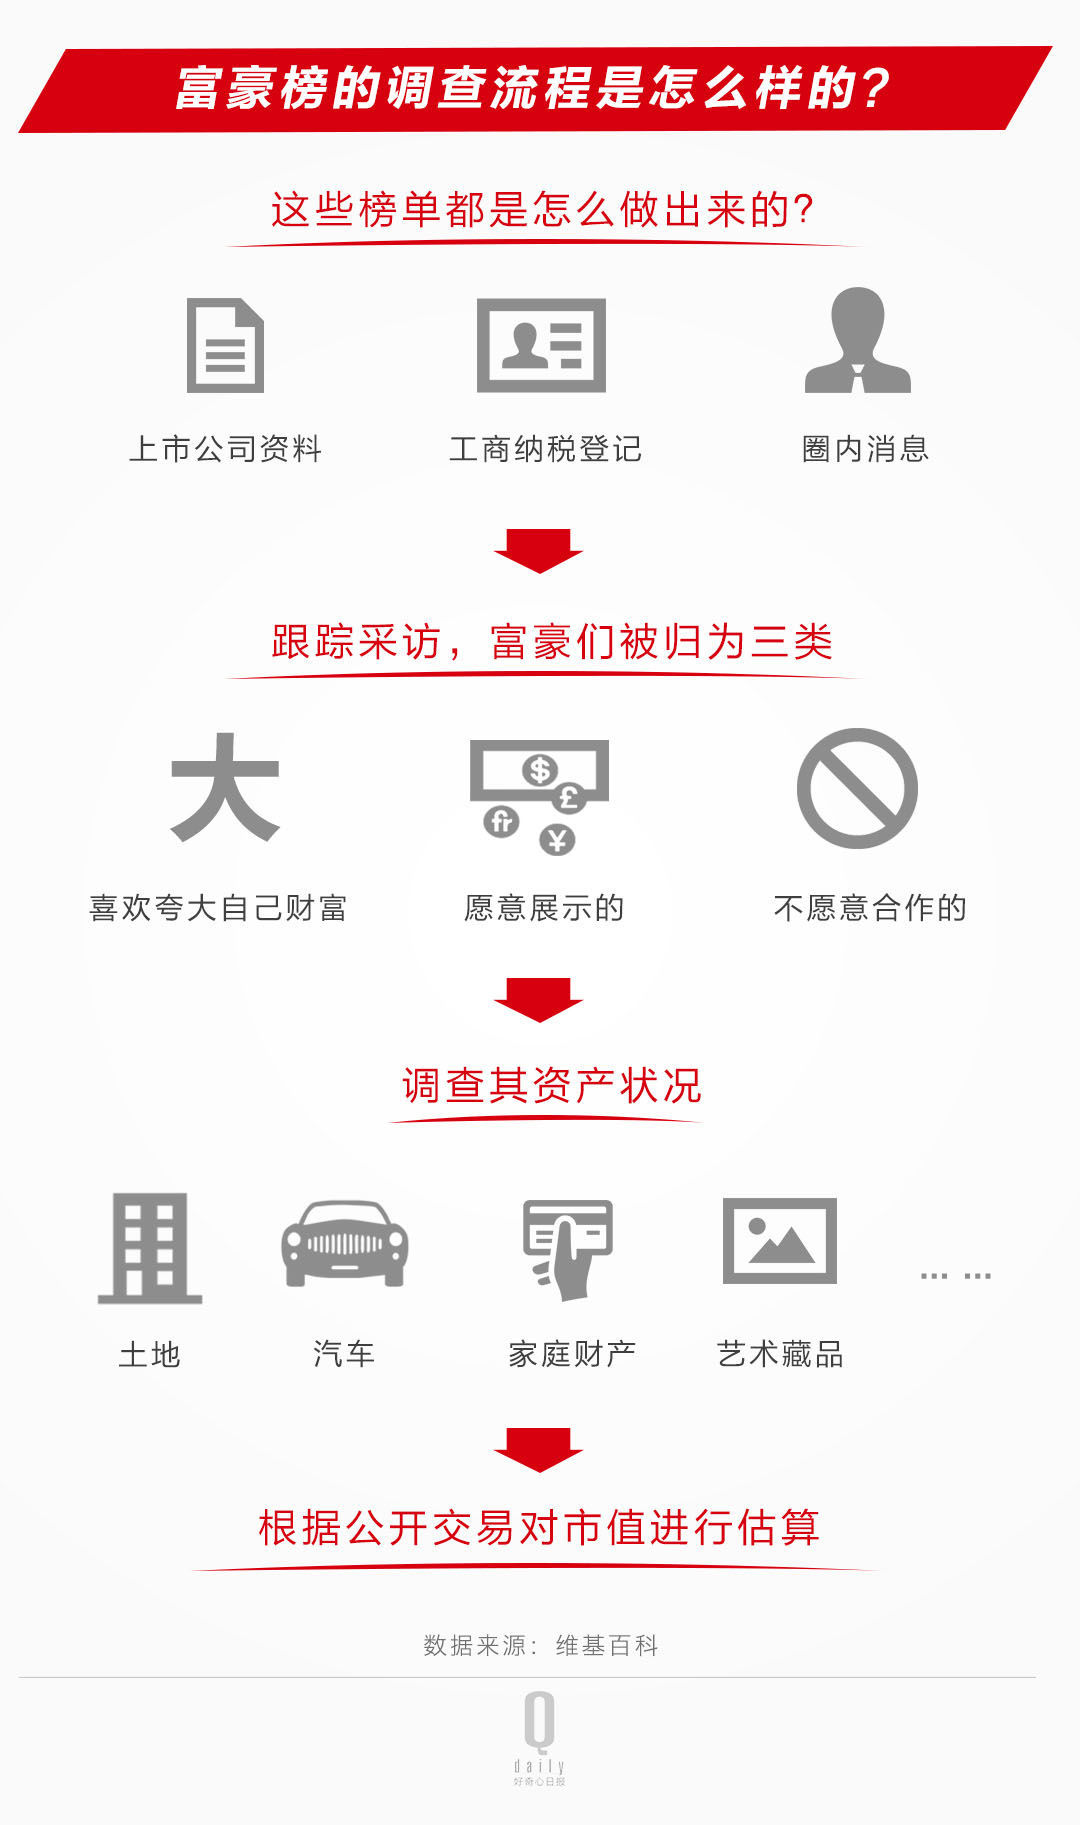 富豪榜的调查流程是怎么样的?
这些榜单都是怎么做出来的?
上市公司资料
工商纳税登记
圈内消息
跟踪采访，富豪们被归为三类
大
$
£
fr
¥
喜欢夸大自己财富
愿意展示的
不愿意合作的
调查其资产状况
... ...
土地
汽车
家庭财产
艺术藏品
根据公开交易对市值进行估算
数据来源：维基百科
Q
daily
好奇心日报